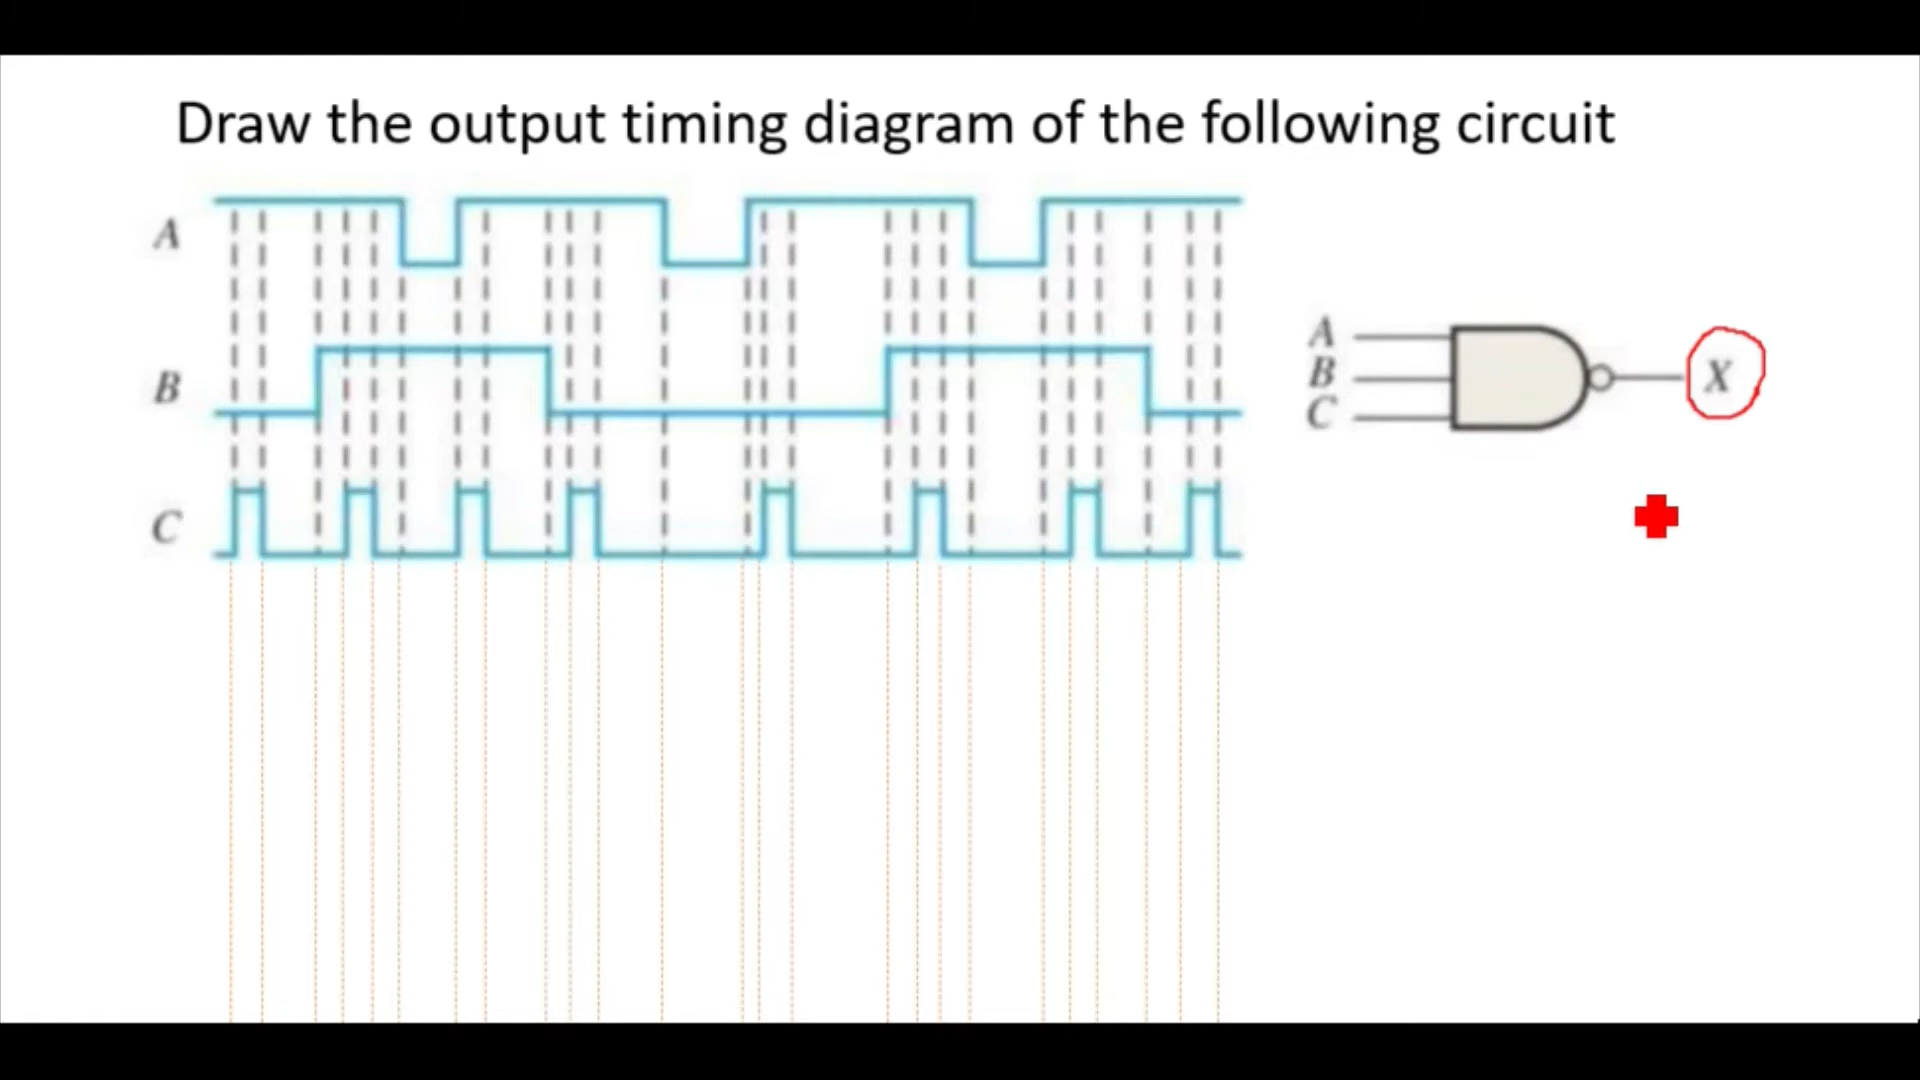 Draw the output timing diagram of the following circuit
A
B
C
A
B
C
X